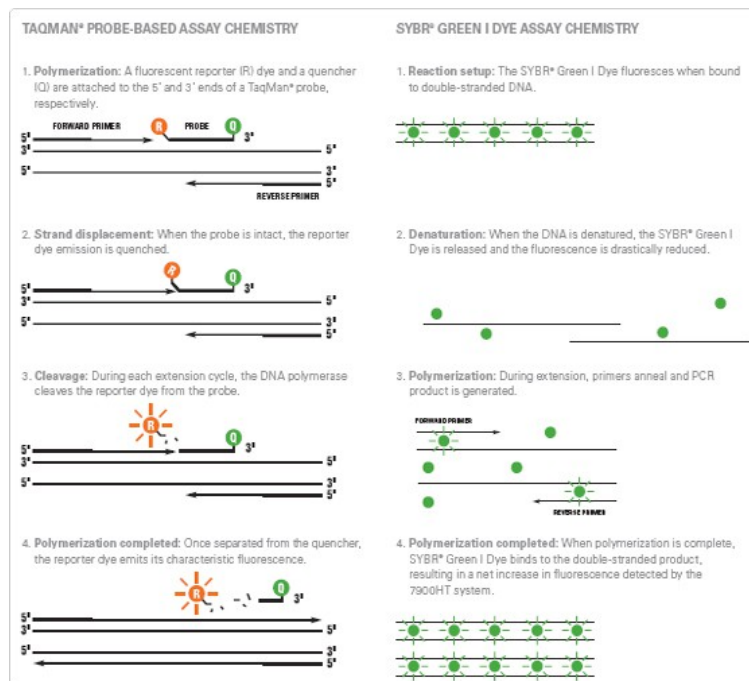 TAQMAN® PROBE-BASED ASSAY CHEMISTRY
1. Polymerization: A fluorescent reporter (R) dye and a quencher
(Q) are attached to the 5' and 3' ends of a TaqMan® probe,
respectively.
FORWARD PRIMER R PROBE Q
5' 3'
3' 5'
5' 3'
5'
REVERSE PRIMER
2. Strand displacement: When the probe is intact, the reporter
dye emission is quenched.
R Q
5' 3'
3' 5'
5' 3'
5'
3. Cleavage: During each extension cycle, the DNA polymerase
cleaves the reporter dye from the probe.
R Q
5' 3'
3' 5'
5' 3'
5'
4. Polymerization completed: Once separated from the quencher,
the reporter dye emits its characteristic fluorescence.
R Q
3'
5'
3' 5'
5' 3'
5'
SYBR® GREEN I DYE ASSAY CHEMISTRY
1. Reaction setup: The SYBR® Green I Dye fluoresces when bound
to double-stranded DNA.
2. Denaturation: When the DNA is denatured, the SYBR® Green I
Dye is released and the fluorescence is drastically reduced.
3. Polymerization: During extension, primers anneal and PCR
product is generated.
FORWARD PRIMER
REVERSE PRIMER
4. Polymerization completed: When polymerization is complete,
SYBR® Green I Dye binds to the double-stranded product,
resulting in a net increase in fluorescence detected by the
7900HT system.